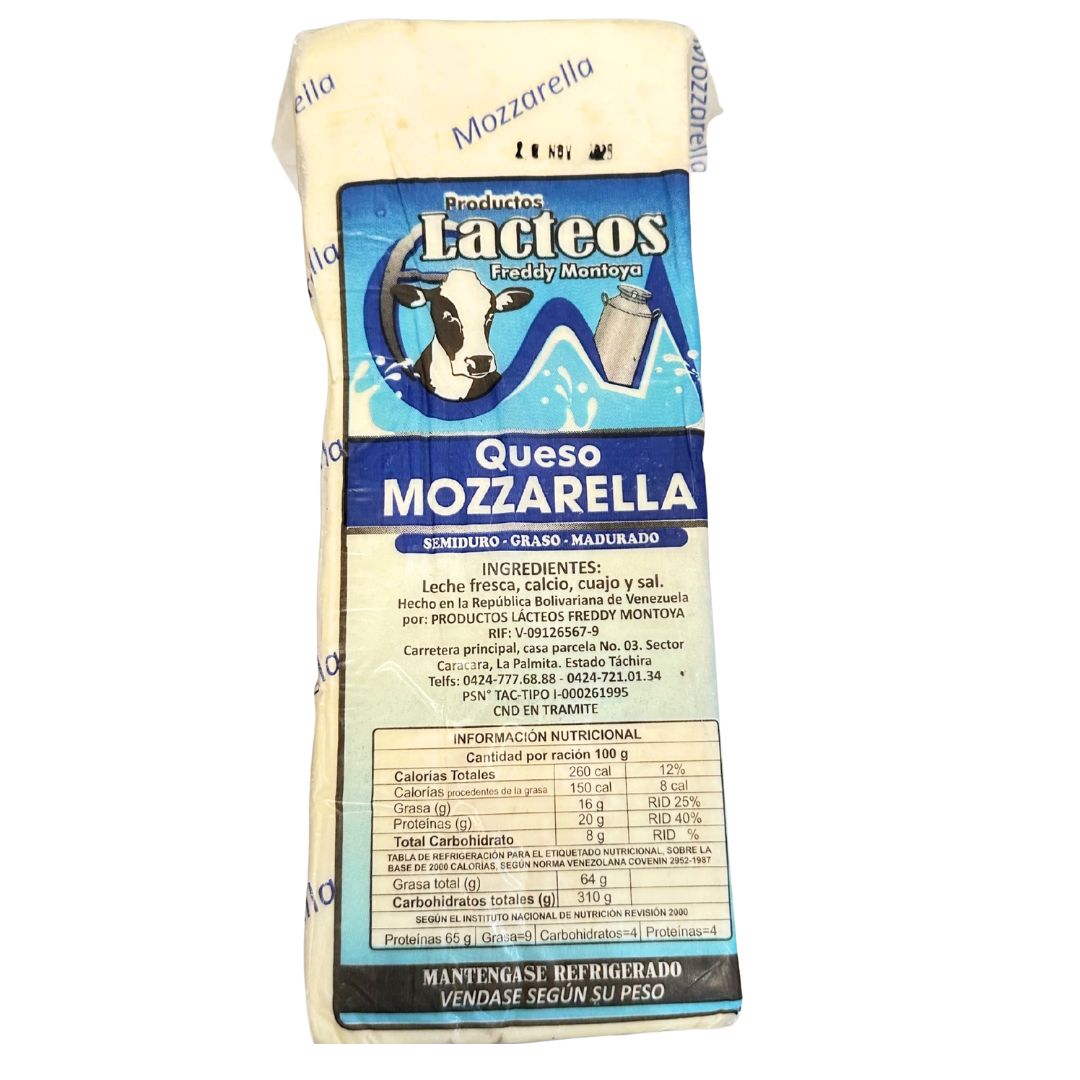 ella
Mozzarella
Mozzarella
NOV
Productos
Lacteos
Freddy Montoya
lla
Queso
MOZZARELLA
la
SEMIDURO - GRASO - MADURADO
INGREDIENTES:
Leche fresca, calcio, cuajo y sal.
Hecho en la República Bolivariana de Venezuela
por: PRODUCTOS LÁCTEOS FREDDY MONTOYA
RIF: V-09126567-9
Carretera principal, casa parcela No. 03. Sector
Caracara, La Palmita. Estado Táchira
ella
Telfs: 0424-777.68.88 - 0424-721.01.34
PSN° TAC-TIPO I-000261995
CND EN TRAMITE
INFORMACIÓN NUTRICIONAL
Cantidad por ración 100 g
Calorías Totales 260 cal 12%
Calorías procedentes de la grasa 150 cal 8 cal
Grasa (g) 16 g RID 25%
Proteínas (g) 20 g RID 40%
Total Carbohidrato 8 g RID %
TABLA DE REFRIGERACIÓN PARA EL ETIQUETADO NUTRICIONAL, SOBRE LA
BASE DE 2000 CALORÍAS, SEGÚN NORMA VENEZOLANA COVENIN 2952-1987
Grasa total (g) 64 g
lla
Carbohidratos totales (g) 310 g
SEGÚN EL INSTITUTO NACIONAL DE NUTRICIÓN REVISIÓN 2000
Proteínas 65 g Grasa=9 Carbohidratos=4 Proteínas=4
MANTENGASE REFRIGERADO
VENDASE SEGÚN SU PESO